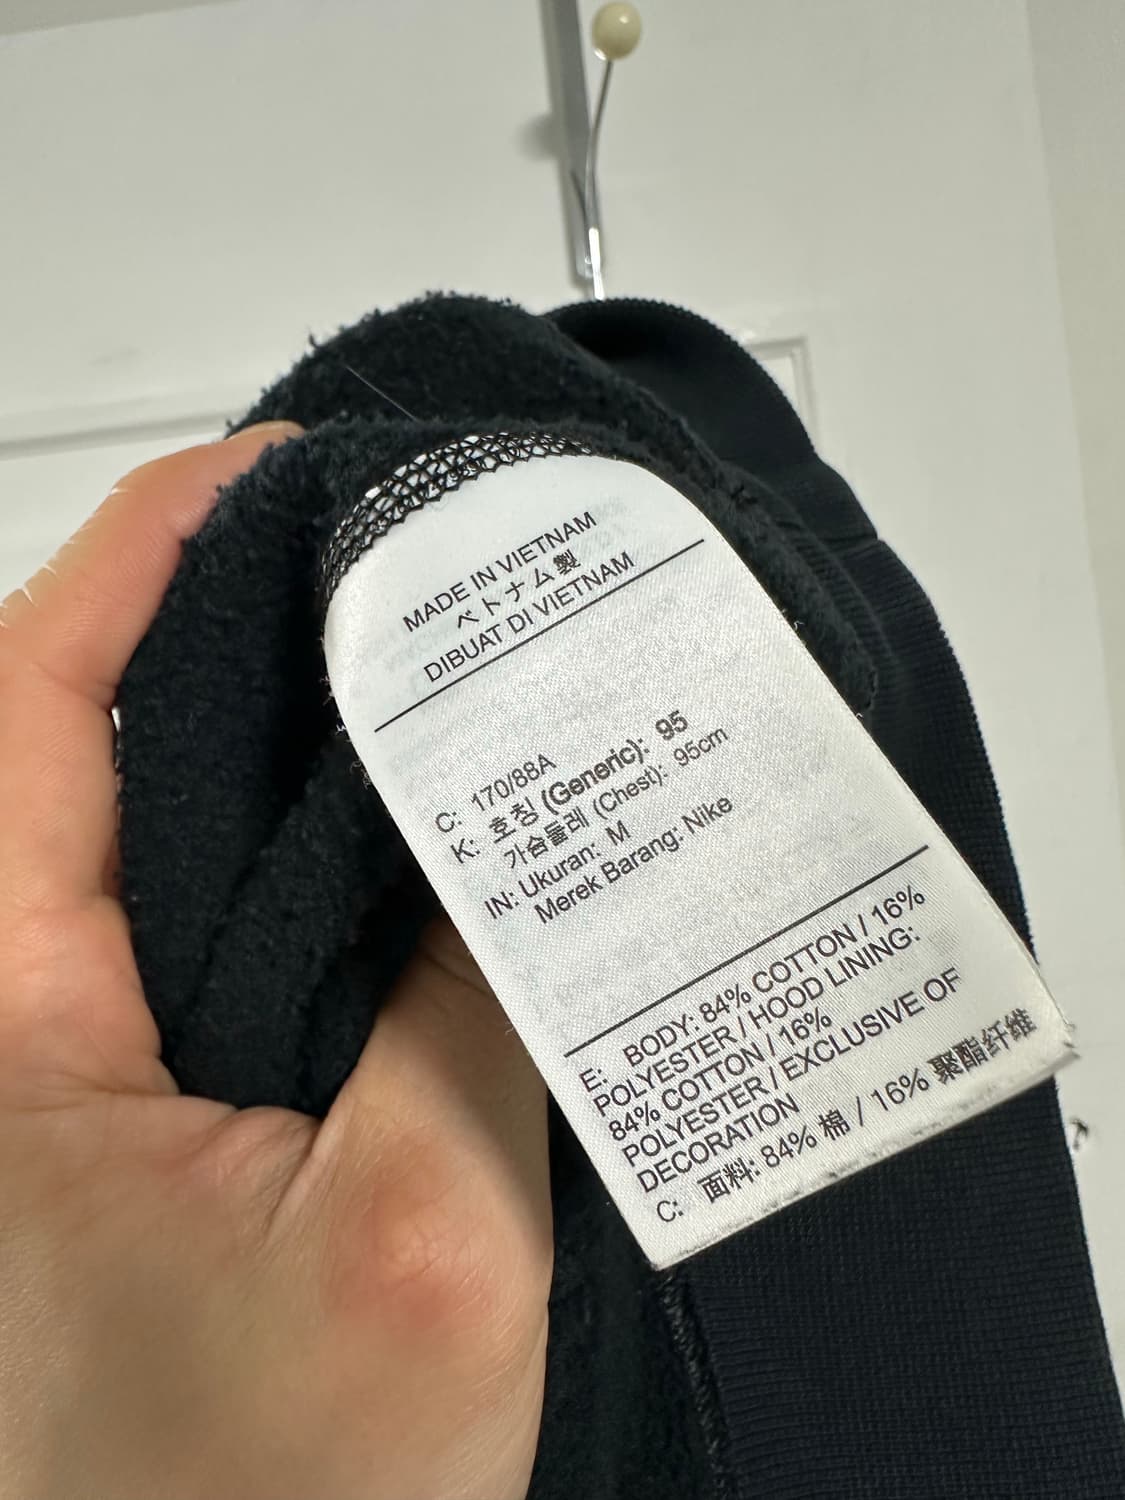 MADE IN VIETNAM
ベトナム製
DIBUAT DI VIETNAM
C: 170/88A
K: 호칭 (Generic): 95
가슴둘레 (Chest): 95cm
IN: Ukuran: M
Merek Barang: Nike
E: BODY: 84% COTTON / 16%
POLYESTER / HOOD LINING:
84% COTTON / 16%
POLYESTER / EXCLUSIVE OF
DECORATION
C: 面料: 84% 棉 / 16% 聚酯纤维